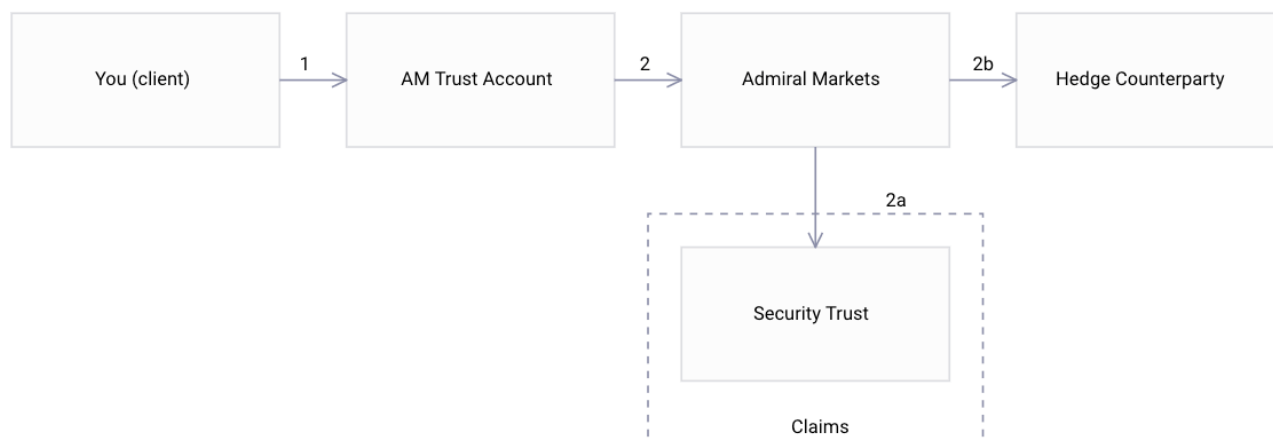 You (client)
1
AM Trust Account
2
Admiral Markets
2b
Hedge Counterparty
2a
Security Trust
Claims